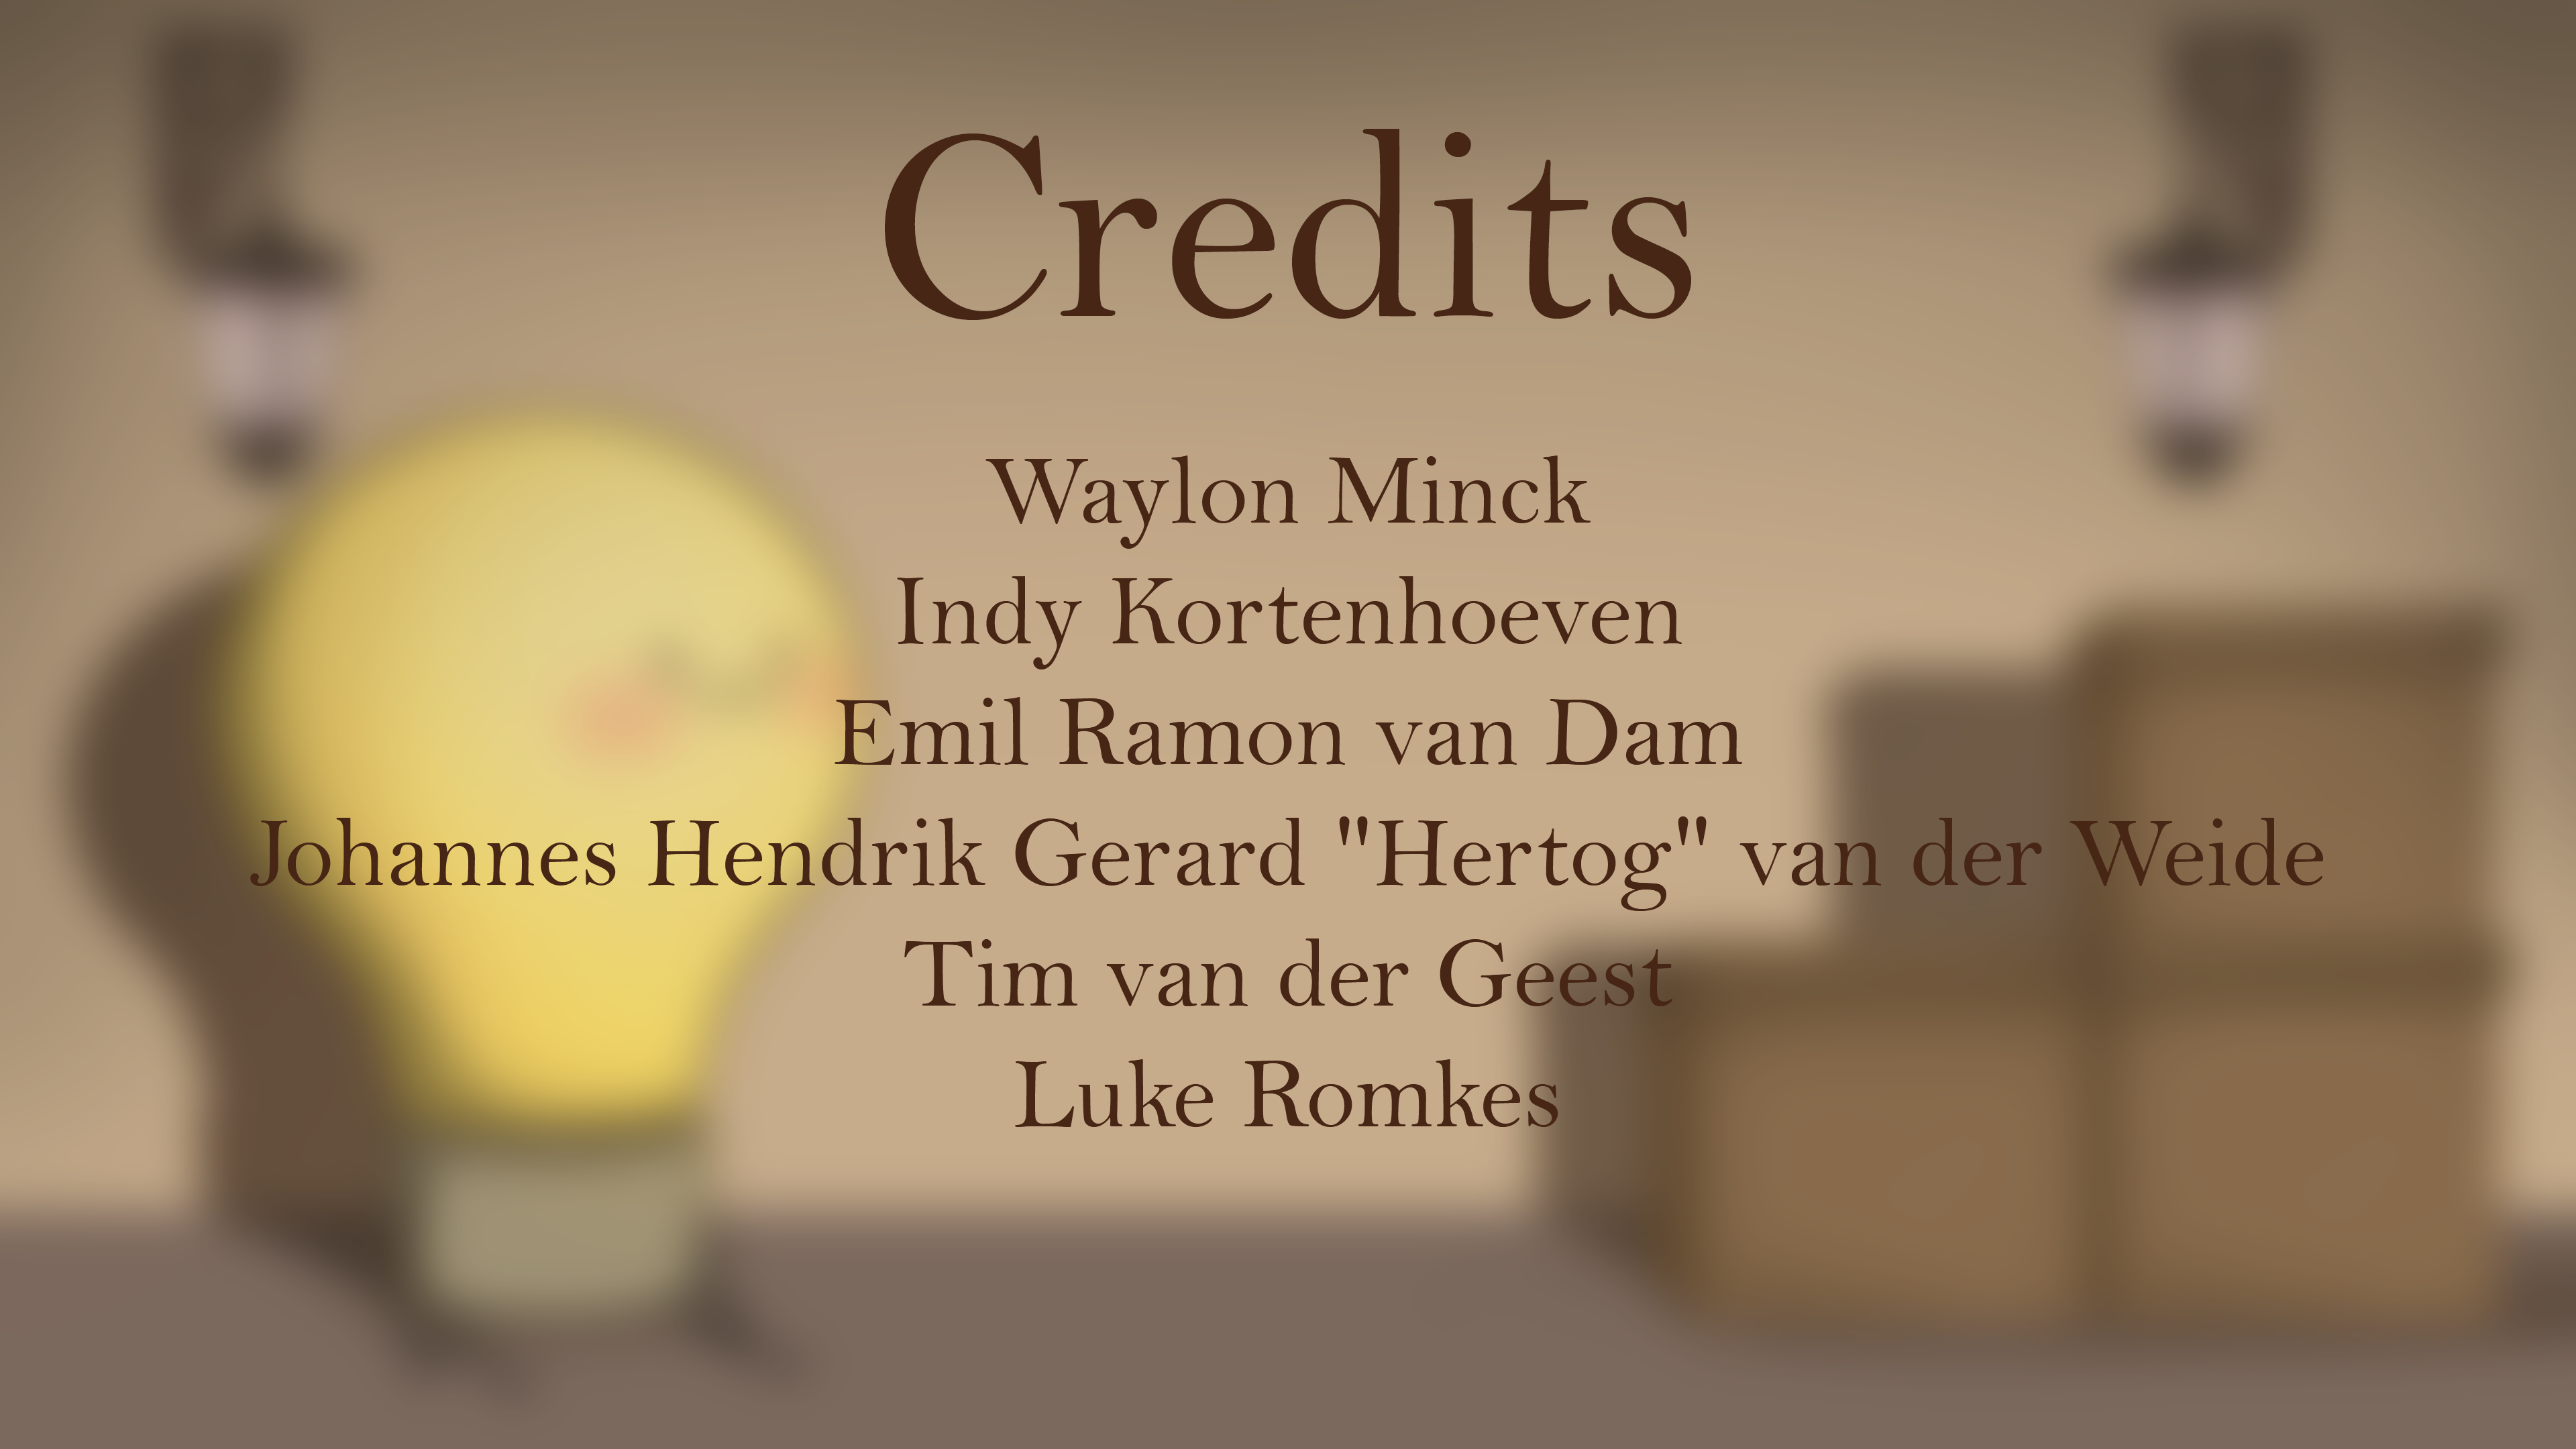 Credits
Waylon Minck
Indy Kortenhoeven
Emil Ramon van Dam
Johannes Hendrik Gerard "Hertog" van der Weide
Tim van der Geest
Luke Romkes